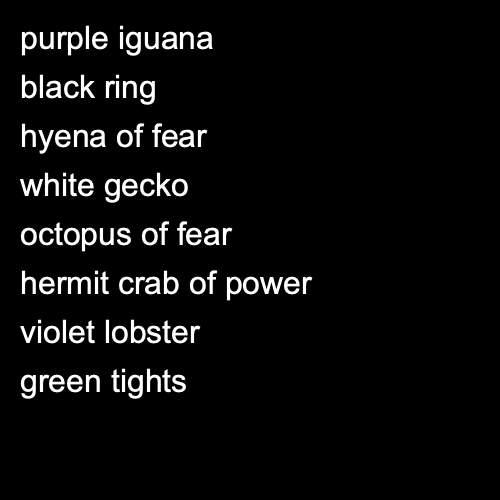 purple iguana
black ring
hyena of fear
white gecko
octopus of fear
hermit crab of power
violet lobster
green tights